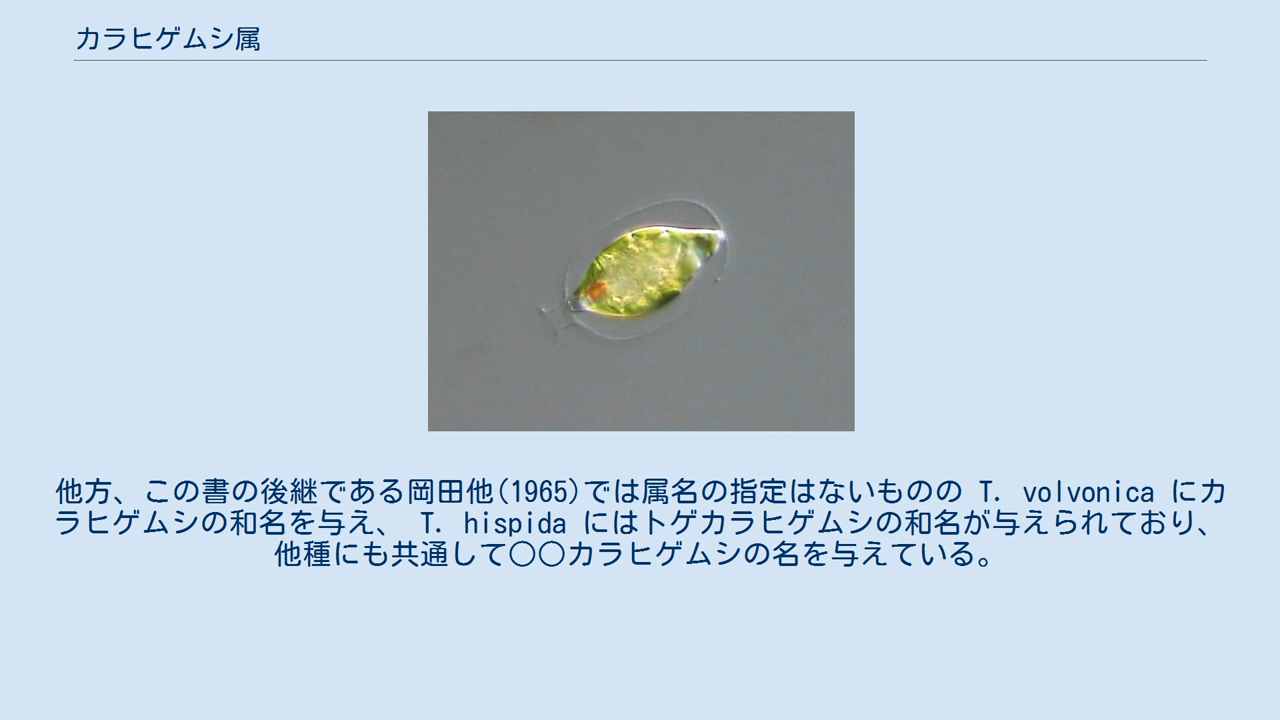 カラヒゲムシ属
他方、この書の後継である岡田他(1965)では属名の指定はないものの T. volvonica にカ
ラヒゲムシの和名を与え、 T. hispida にはトゲカラヒゲムシの和名が与えられており、
他種にも共通して〇〇カラヒゲムシの名を与えている。